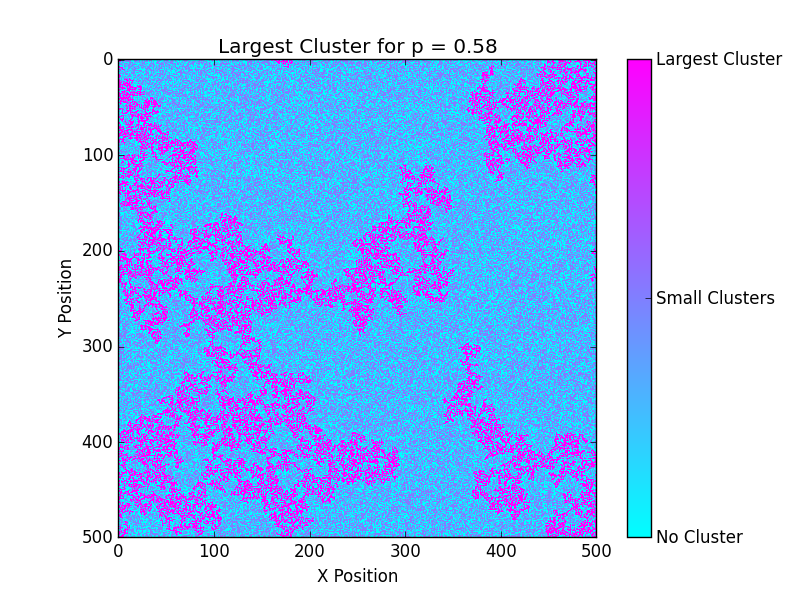 Largest Cluster for p = 0.58
0
100
200
300
400
500
Y Position
0
100
200
300
400
500
X Position
Largest Cluster
Small Clusters
No Cluster